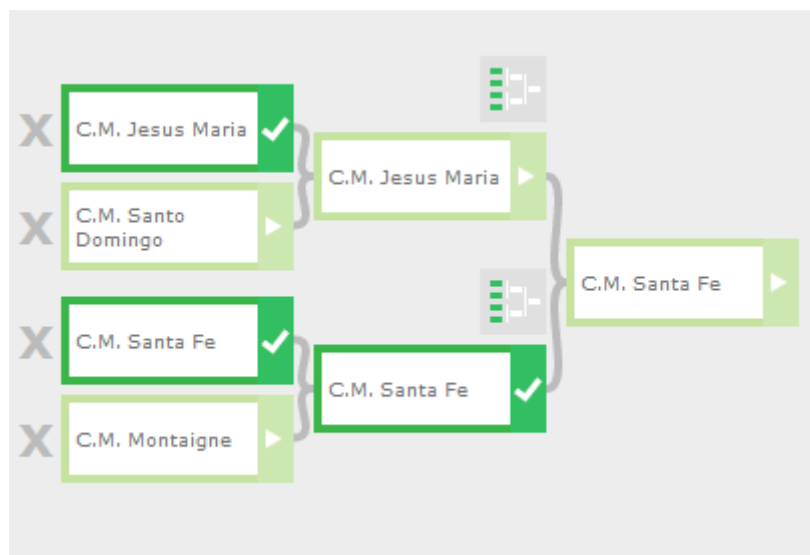 X
C.M. Jesus Maria
X
C.M. Santo
Domingo
C.M. Jesus Maria
X
C.M. Santa Fe
X
C.M. Montaigne
C.M. Santa Fe
C.M. Santa Fe